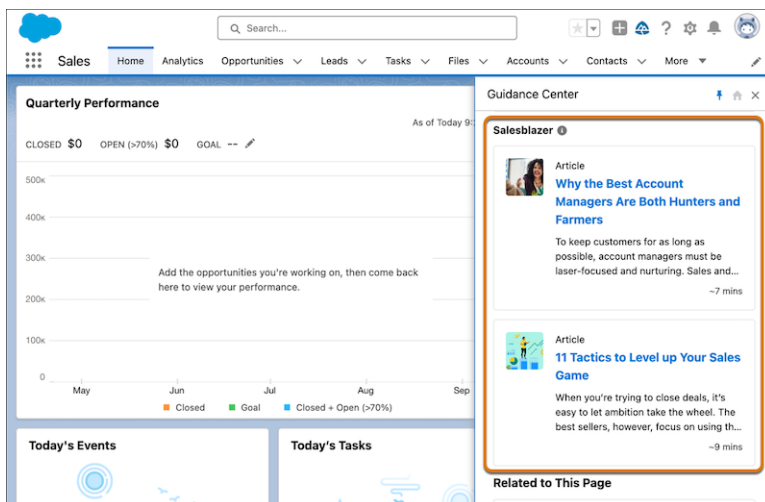 Search...
Sales
Home
Analytics
Opportunities
Leads
Tasks
Files
Accounts
Contacts
More
Quarterly Performance
As of Today 9:
CLOSED $0 OPEN (>70%) $0 GOAL --
500K
400K
300K
200K
100K
0
Add the opportunities you're working on, then come back
here to view your performance.
May
Jun
Jul
Aug
Sep
Closed
Goal
Closed + Open (>70%)
Today's Events
Today's Tasks
Guidance Center
Salesblazer
Article
Why the Best Account
Managers Are Both Hunters and
Farmers
To keep customers for as long as
possible, account managers must be
laser-focused and nurturing. Sales and...
~7 mins
Article
11 Tactics to Level up Your Sales
Game
When you're trying to close deals, it's
easy to let ambition take the wheel. The
best sellers, however, focus on using th...
~9 mins
Related to This Page